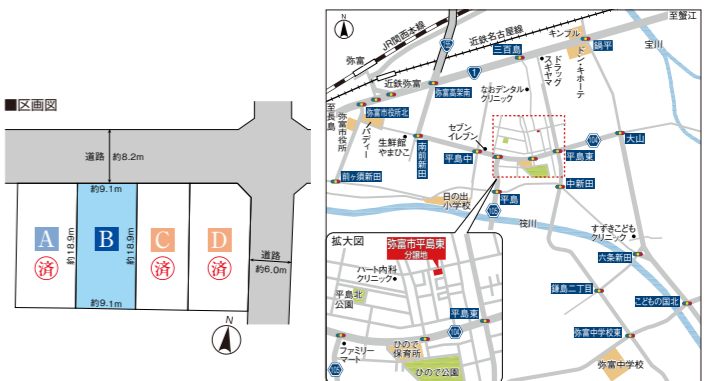 ■区画図
道路 約8.2m
約9.1m
A
済
約18.9m
B
約18.9m
C
済
D
済
約9.1m
道路
約6.0m
N
N
至蟹江
JR関西本線
近鉄名古屋線
弥富
近鉄弥富
三百島
キンブル
鍋平
宝川
ドン・キホーテ
ドラッグ
スギヤマ
なおデンタル
クリニック
155
1
弥富高架南
至長島
弥富市役所北
弥富市
役所
パディー
生鮮館
やまひこ
南前新田
セブン
イレブン
平島中
104
大山
平島東
前ヶ須新田
中新田
日の出
小学校
平島
105
筏川
すずきこども
クリニック
六条新田
鎌島二丁目
こどもの国北
弥富中学校東
弥富中学校
拡大図
弥富市平島東
分譲地
ハート内科
クリニック
平島北
公園
平島東
104
ファミリー
マート
ひので
保育所
105
ひので公園